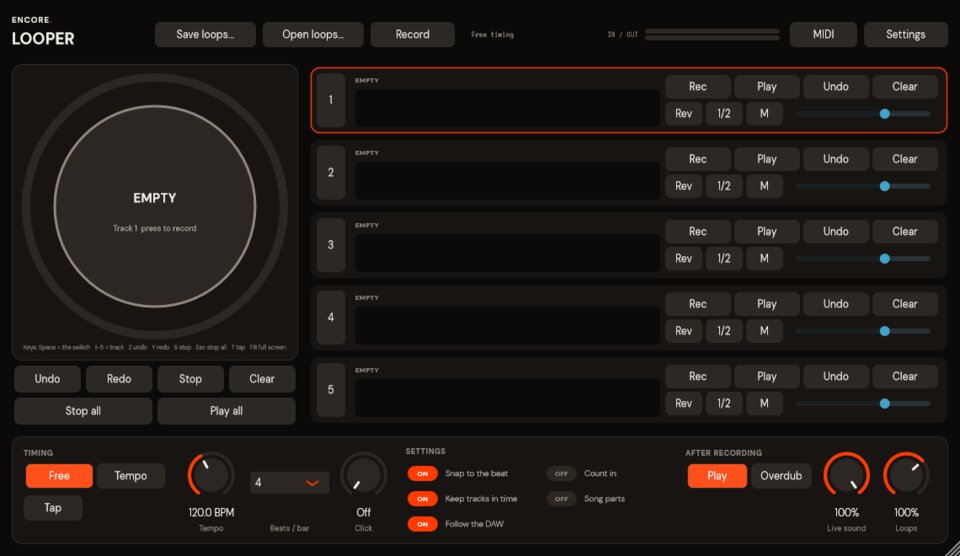 ENCORE.
LOOPER
Save loops...
Open loops...
Record
Free timing
IN / OUT
MIDI
Settings
EMPTY
Track 1 press to record
Keys: Space = the switch 1-5 = track Z undo Y redo S stop Esc stop all T tap F11 full screen
Undo
Redo
Stop
Clear
Stop all
Play all
1
EMPTY
Rec
Play
Undo
Clear
Rev
1/2
M
2
EMPTY
Rec
Play
Undo
Clear
Rev
1/2
M
3
EMPTY
Rec
Play
Undo
Clear
Rev
1/2
M
4
EMPTY
Rec
Play
Undo
Clear
Rev
1/2
M
5
EMPTY
Rec
Play
Undo
Clear
Rev
1/2
M
TIMING
Free
Tempo
Tap
120.0 BPM
Tempo
4
Beats / bar
Off
Click
SETTINGS
ON Snap to the beat
OFF Count in
ON Keep tracks in time
OFF Song parts
ON Follow the DAW
AFTER RECORDING
Play
Overdub
100%
Live sound
100%
Loops